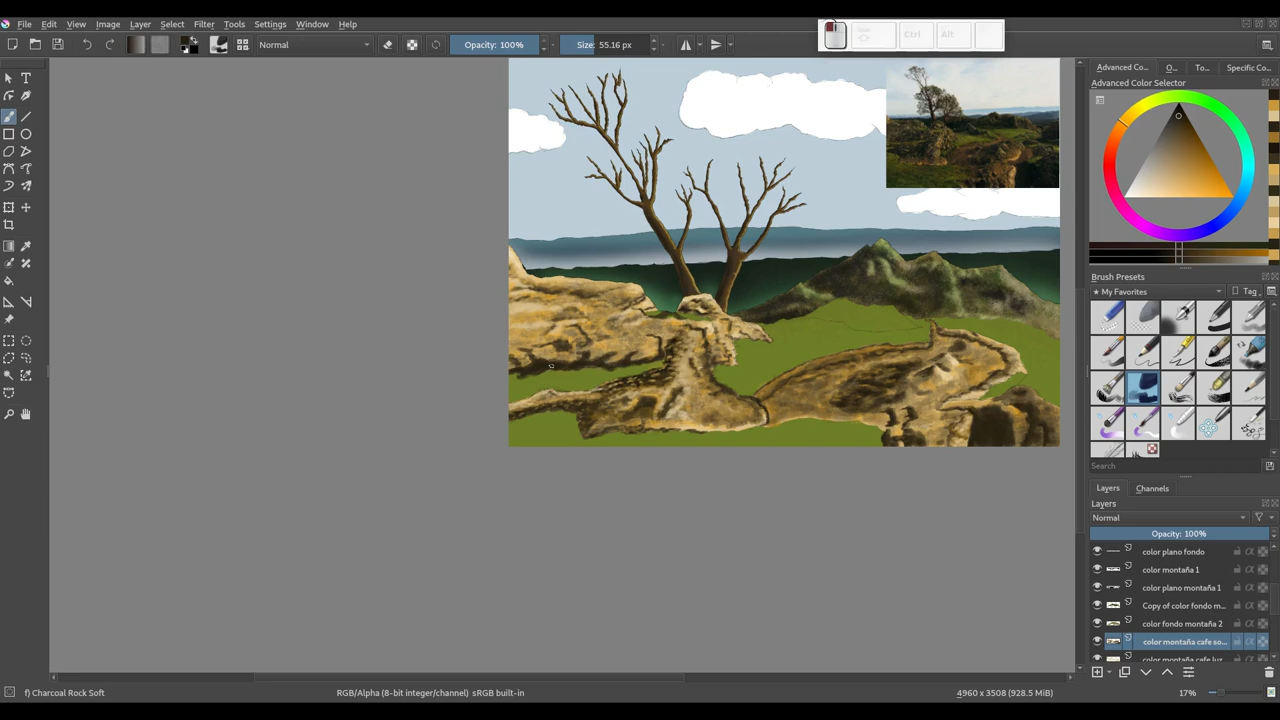 File Edit View Image Layer Select Filter Tools Settings Window Help
Normal Opacity: 100% Size: 55.16 px Ctrl Alt
Advanced Co... O... To... Specific Co...
Advanced Color Selector
Brush Presets
★ My Favorites Tag
Search
Layers Channels
Layers
Normal
Opacity: 100%
color plano fondo
color montaña 1
color plano montaña 1
Copy of color fondo m...
color fondo montaña 2
color montaña cafe so...
color montaña cafe luz
f) Charcoal Rock Soft RGB/Alpha (8-bit integer/channel) sRGB built-in 4960 x 3508 (928.5 MiB) 17%